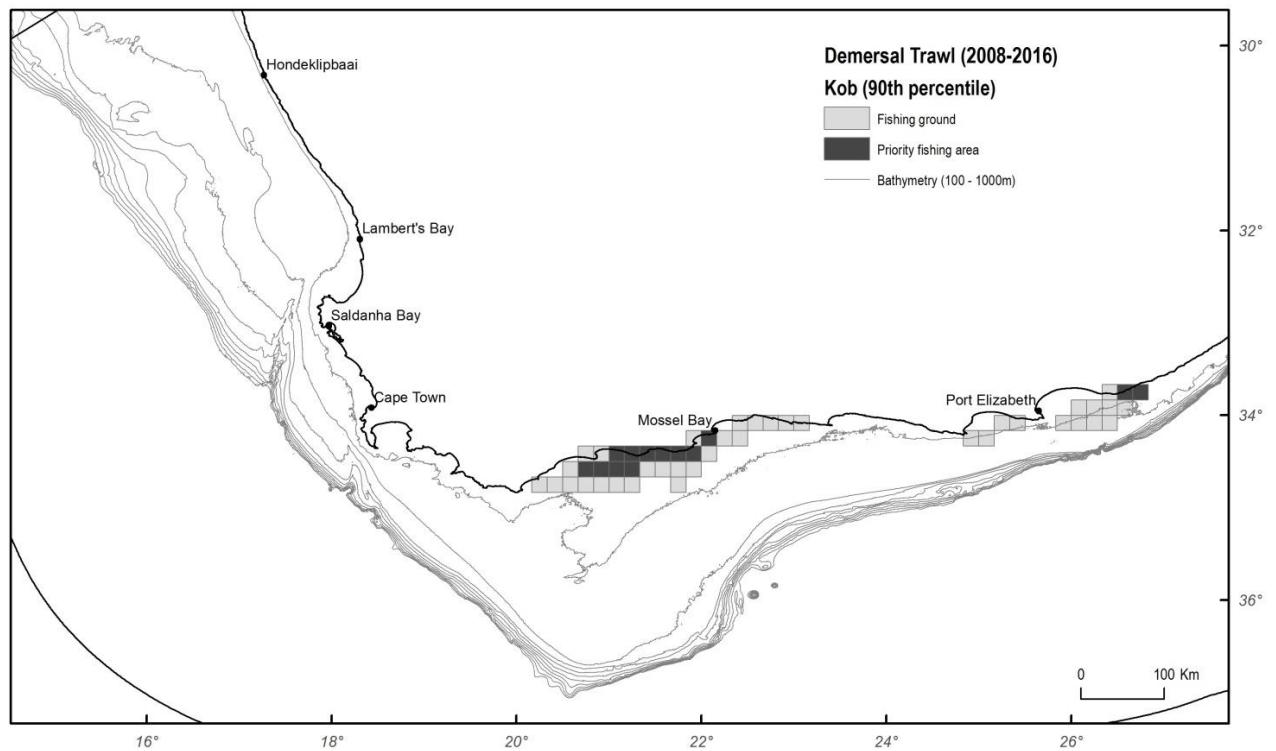 Demersal Trawl (2008-2016)
Kob (90th percentile)
Fishing ground
Priority fishing area
Bathymetry (100 - 1000m)
30°
Hondeklipbaai
32°
Lambert's Bay
Saldanha Bay
Cape Town
Mossel Bay
Port Elizabeth
34°
36°
0 100 Km
16° 18° 20° 22° 24° 26°